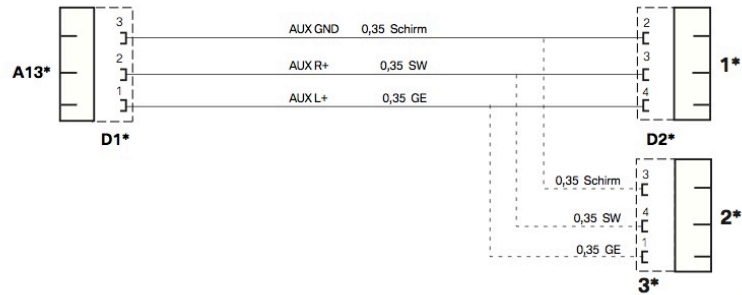 3 AUX GND 0,35 Schirm 2
A13* 2 AUX R+ 0,35 SW 3 1*
1 AUX L+ 0,35 GE 4
D1* D2*
0,35 Schirm 3
0,35 SW 4 2*
0,35 GE 1
3*